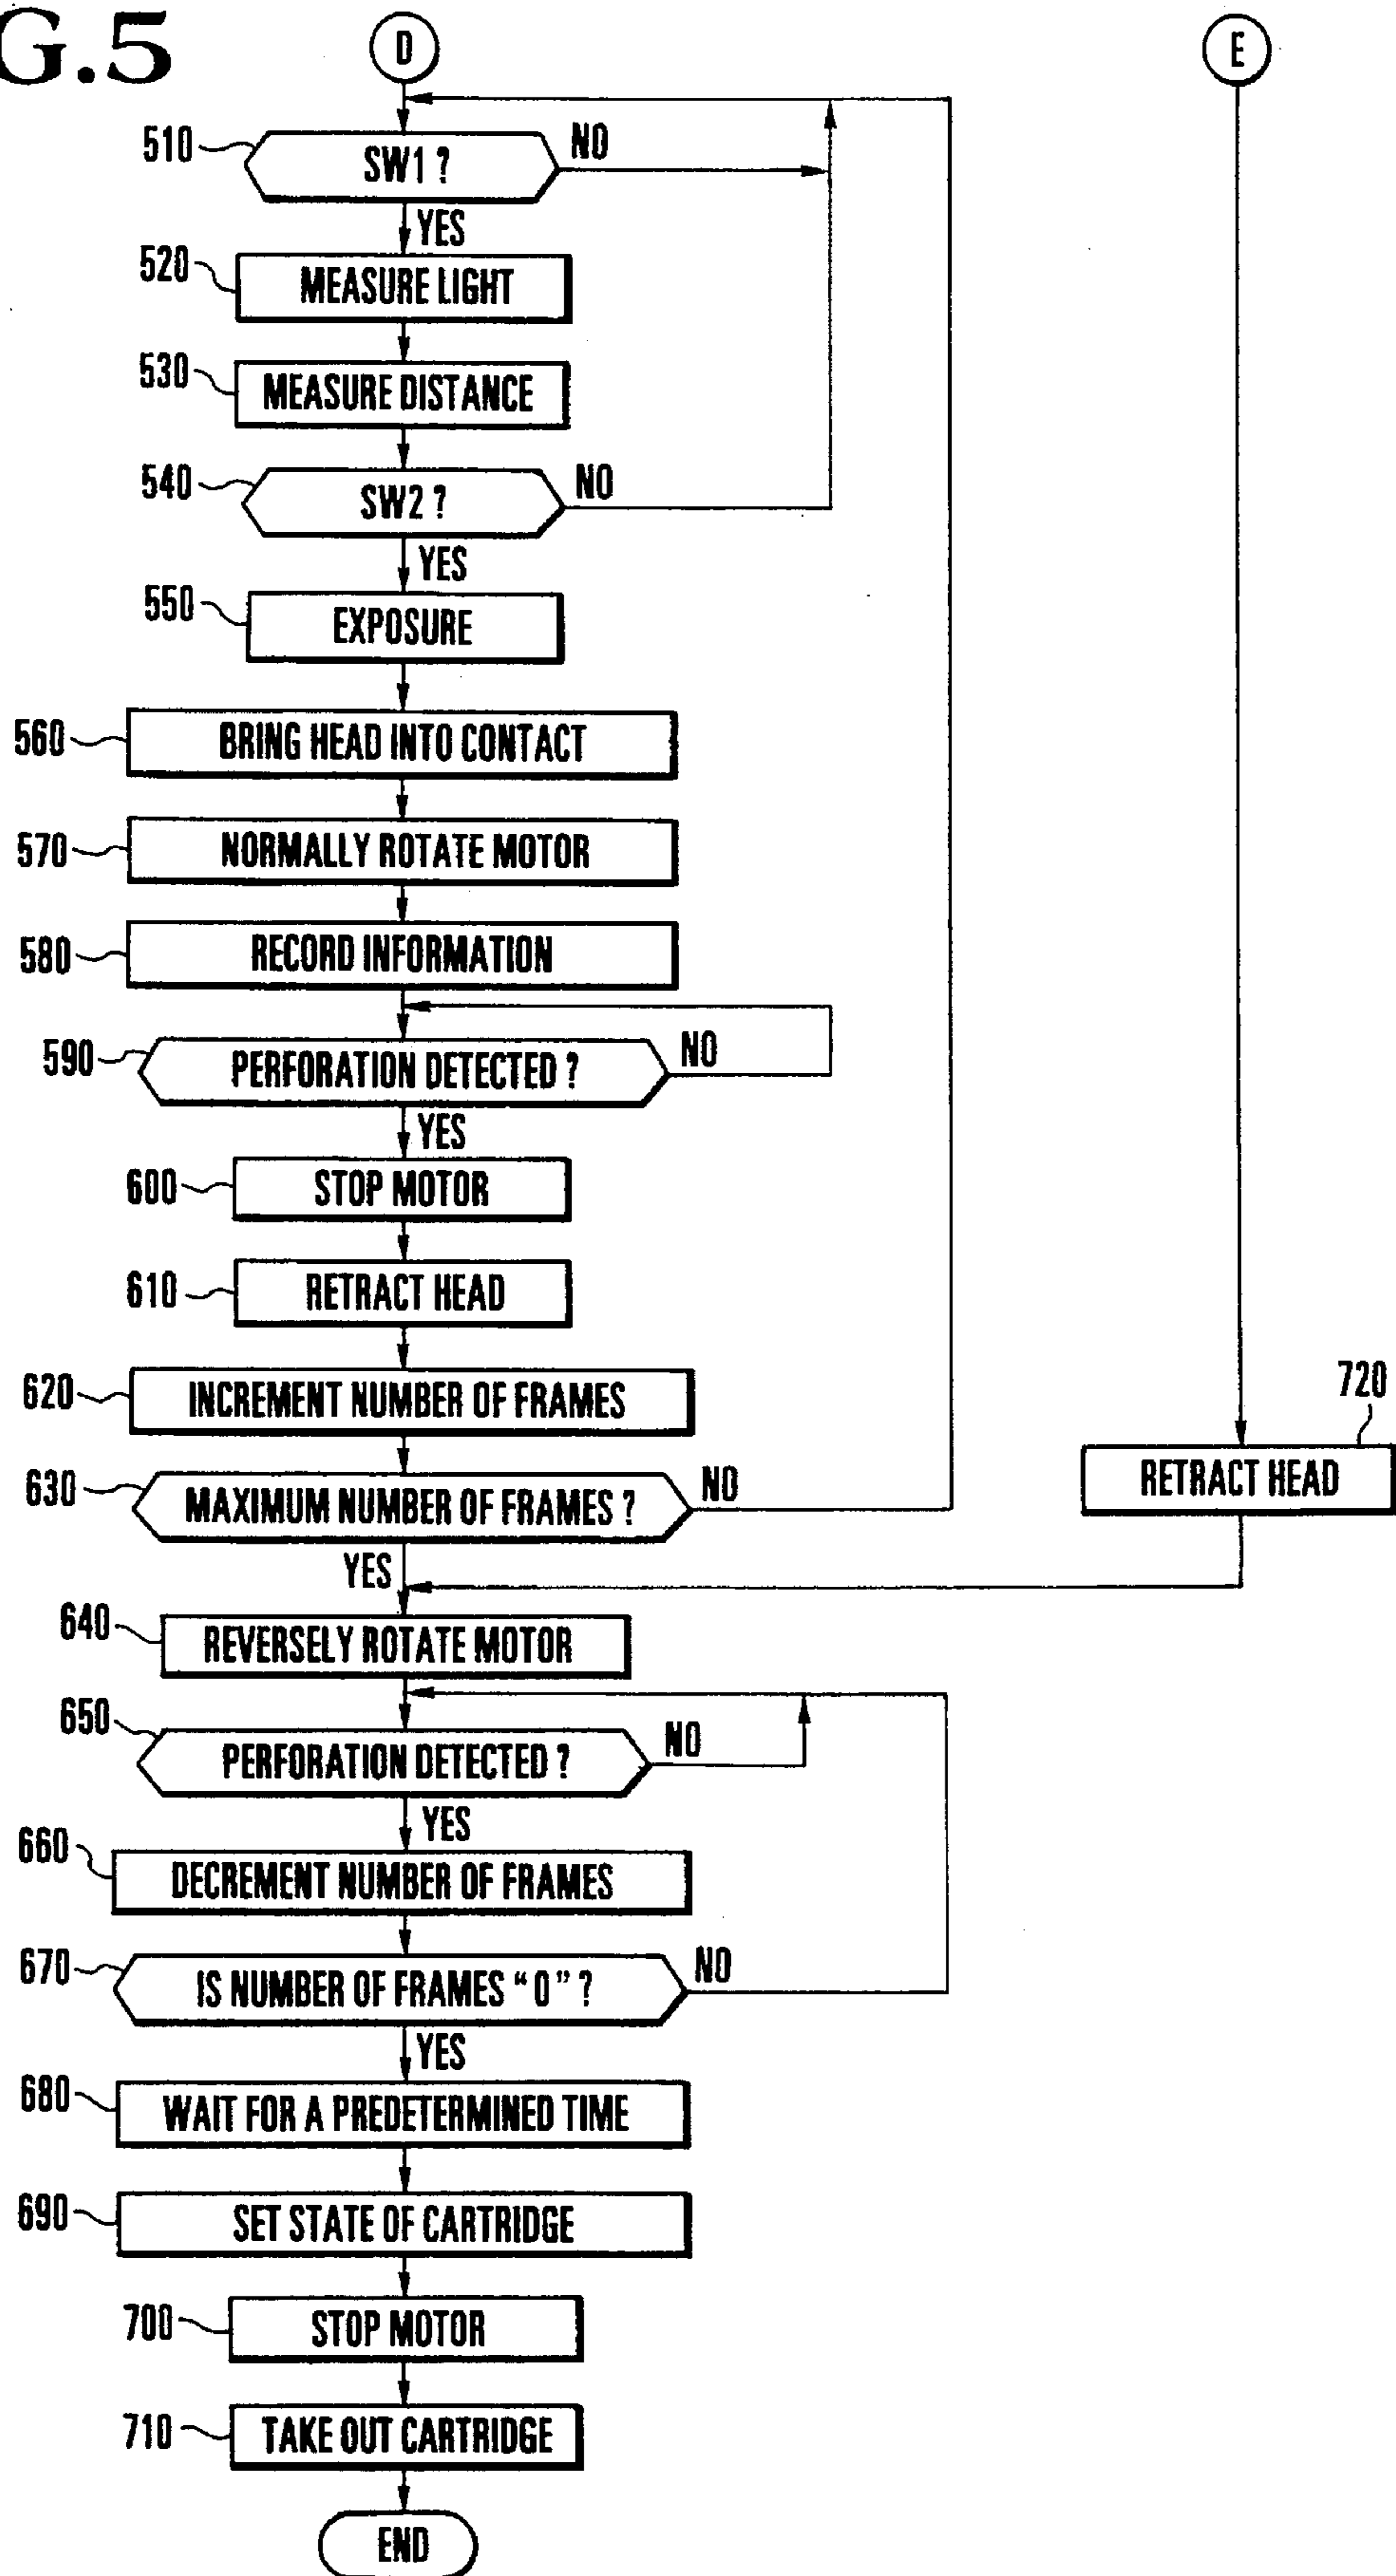 G.5
D
E
510
SW1 ?
NO
YES
520
MEASURE LIGHT
530
MEASURE DISTANCE
540
SW2 ?
NO
YES
550
EXPOSURE
560
BRING HEAD INTO CONTACT
570
NORMALLY ROTATE MOTOR
580
RECORD INFORMATION
590
PERFORATION DETECTED ?
NO
YES
600
STOP MOTOR
610
RETRACT HEAD
620
INCREMENT NUMBER OF FRAMES
630
MAXIMUM NUMBER OF FRAMES ?
NO
720
RETRACT HEAD
YES
640
REVERSELY ROTATE MOTOR
650
PERFORATION DETECTED ?
NO
YES
660
DECREMENT NUMBER OF FRAMES
670
IS NUMBER OF FRAMES “0” ?
NO
YES
680
WAIT FOR A PREDETERMINED TIME
690
SET STATE OF CARTRIDGE
700
STOP MOTOR
710
TAKE OUT CARTRIDGE
END